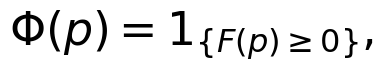 Φ(p) = 1_{F(p) ≥ 0},